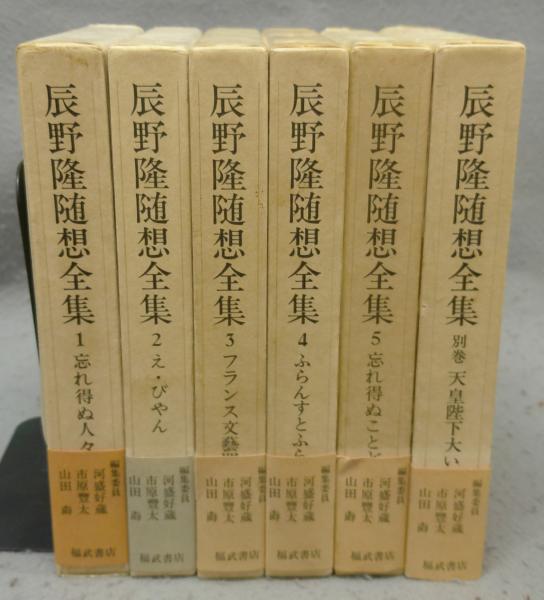 辰野隆随想全集
1 忘れ得ぬ人々
編集委員
河盛好蔵
市原豊太
山田𣝣
福武書店
辰野隆随想全集
2 え・びやん
編集委員
河盛好蔵
市原豊太
山田𣝣
福武書店
辰野隆随想全集
3 フランス文藝
編集委員
河盛好蔵
市原豊太
山田𣝣
福武書店
辰野隆随想全集
4 ふらんすとふら
編集委員
河盛好蔵
市原豊太
山田𣝣
福武書店
辰野隆随想全集
5 忘れ得ぬことど
編集委員
河盛好蔵
市原豊太
山田𣝣
福武書店
辰野隆随想全集
別巻 天皇陛下大い
編集委員
河盛好蔵
市原豊太
山田𣝣
福武書店